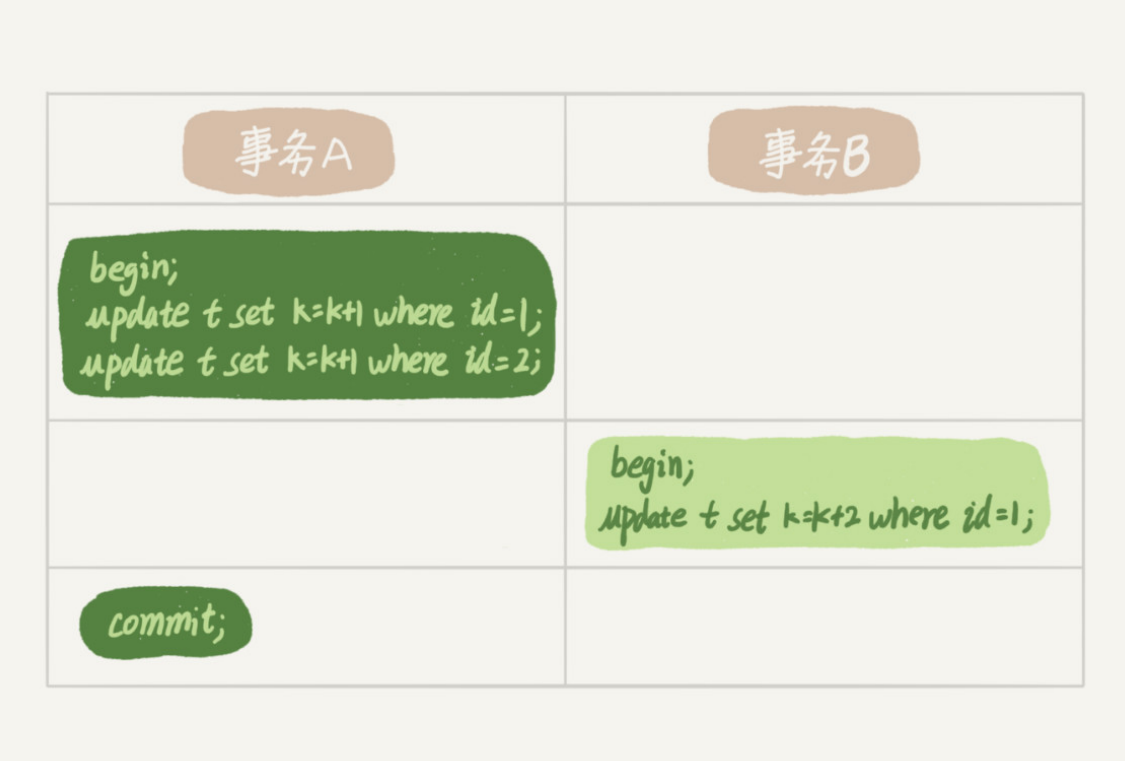 事务A
事务B
begin;
update t set k=k+1 where id=1;
update t set k=k+1 where id=2;
begin;
update t set k=k+2 where id=1;
commit;